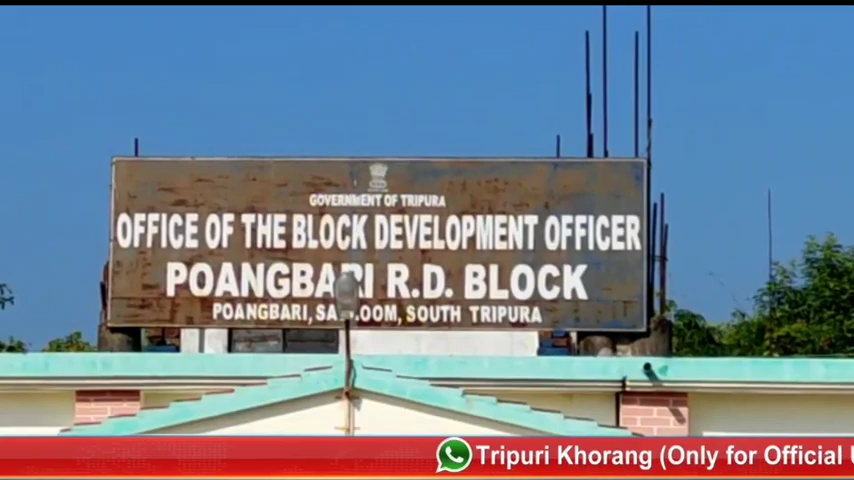 GOVERNMENT OF TRIPURA
OFFICE OF THE BLOCK DEVELOPMENT OFFICER
POANGBARI R.D. BLOCK
POANGBARI, SOUTH TRIPURA
Tripuri Khorang (Only for Official